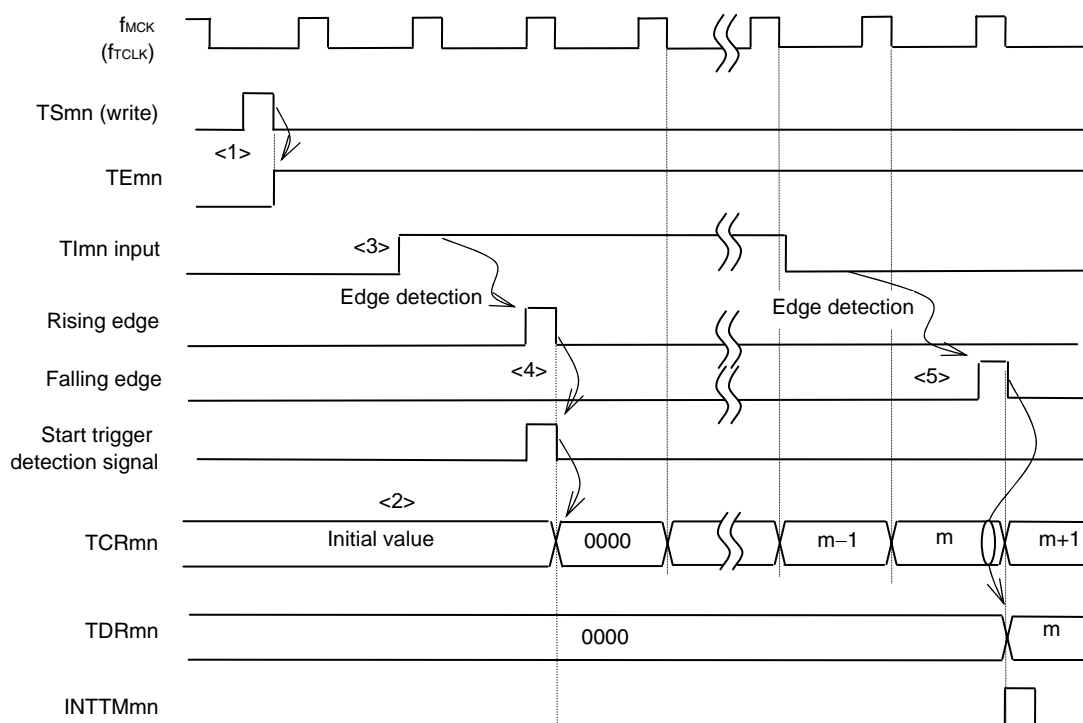 fMCK
(fTCLK)
TSmn (write)
<1>
TEmn
TImn input
<3>
Edge detection
Edge detection
Rising edge
<4>
<5>
Falling edge
Start trigger
detection signal
<2>
TCRmn
Initial value
0000
m−1
m
m+1
TDRmn
0000
m
INTTMmn